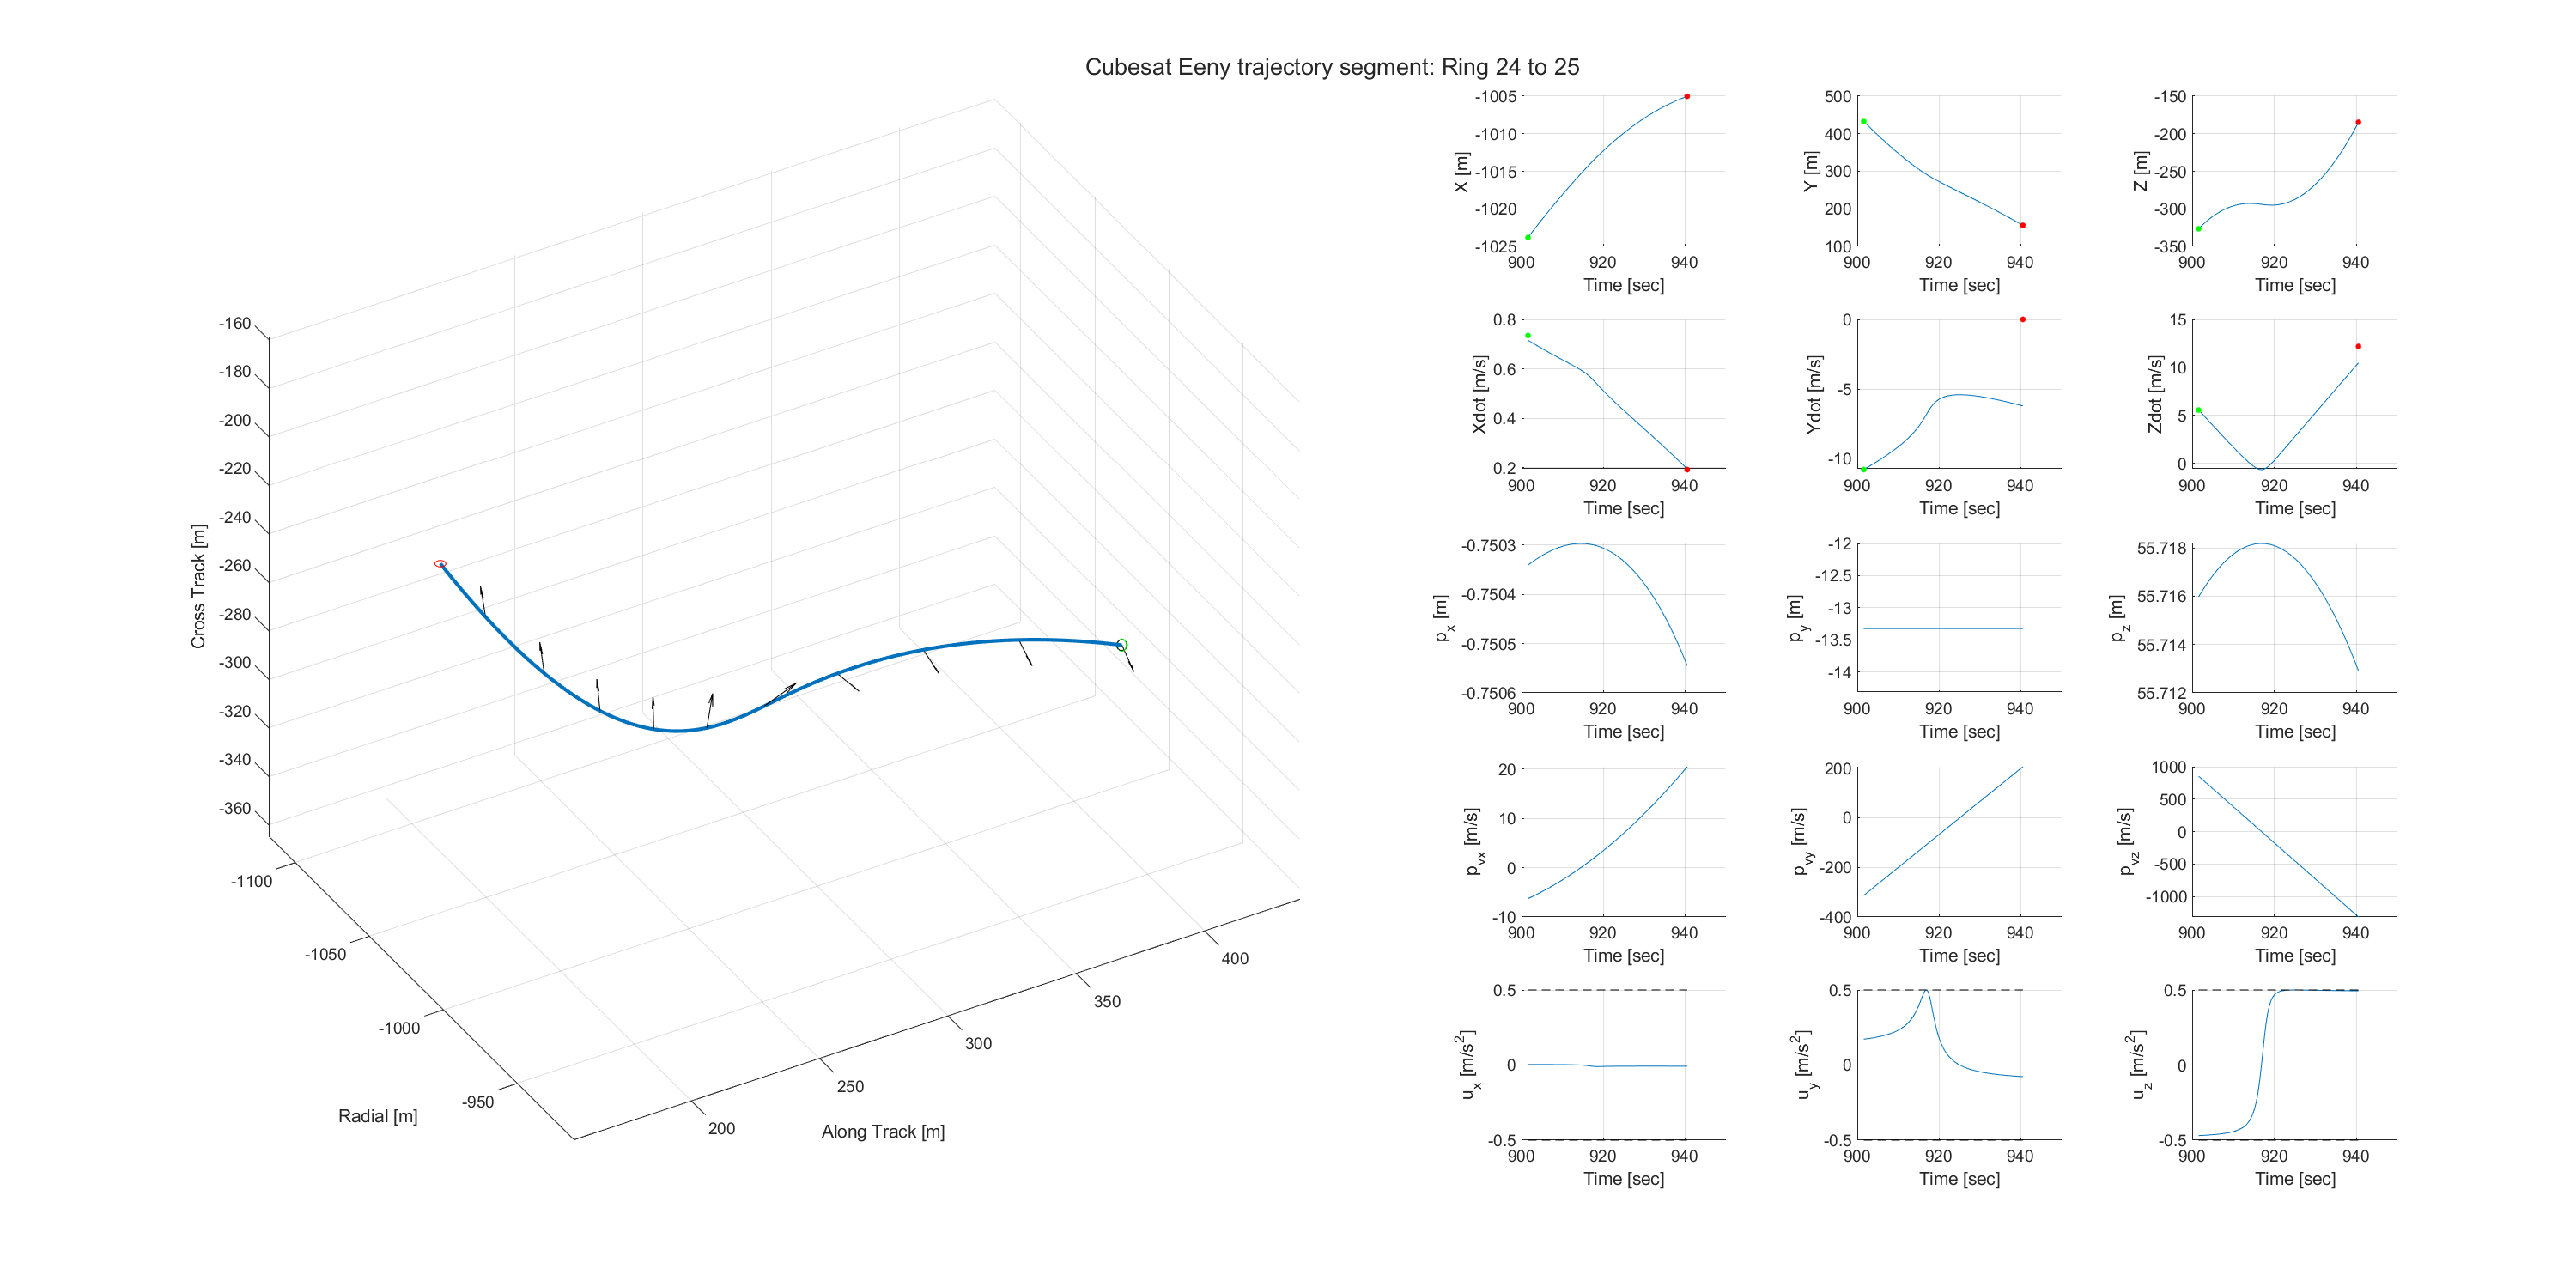 Cubesat Eeny trajectory segment: Ring 24 to 25
-160
-180
-200
-220
-240
-260
-280
-300
-320
-340
-360
Cross Track [m]
-1100
-1050
-1000
-950
Radial [m]
200
250
300
350
400
Along Track [m]
-1005
-1010
-1015
-1020
-1025
X [m]
900 920 940
Time [sec]
500
400
300
200
100
Y [m]
900 920 940
Time [sec]
-150
-200
-250
-300
-350
Z [m]
900 920 940
Time [sec]
0.8
0.6
0.4
0.2
Xdot [m/s]
900 920 940
Time [sec]
0
-5
-10
Ydot [m/s]
900 920 940
Time [sec]
15
10
5
0
Zdot [m/s]
900 920 940
Time [sec]
-0.7503
-0.7504
-0.7505
-0.7506
p_x [m]
900 920 940
Time [sec]
-12
-12.5
-13
-13.5
-14
p_y [m]
900 920 940
Time [sec]
55.718
55.716
55.714
55.712
p_z [m]
900 920 940
Time [sec]
20
10
0
-10
p_vx [m/s]
900 920 940
Time [sec]
200
0
-200
-400
p_vy [m/s]
900 920 940
Time [sec]
1000
500
0
-500
-1000
p_vz [m/s]
900 920 940
Time [sec]
0.5
0
-0.5
u_x [m/s²]
900 920 940
Time [sec]
0.5
0
-0.5
u_y [m/s²]
900 920 940
Time [sec]
0.5
0
-0.5
u_z [m/s²]
900 920 940
Time [sec]